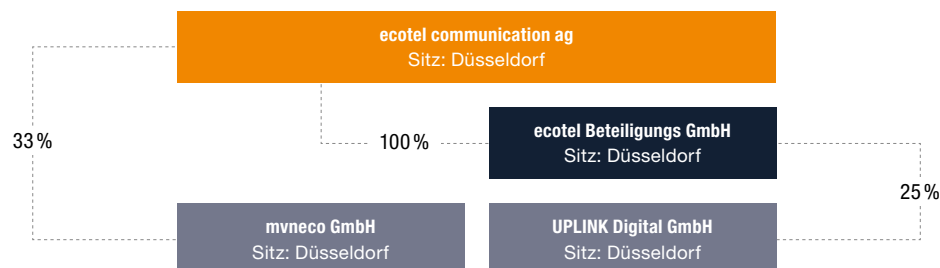 ecotel communication ag
Sitz: Düsseldorf
33 %
100 %
ecotel Beteiligungs GmbH
Sitz: Düsseldorf
25 %
mvneco GmbH
Sitz: Düsseldorf
UPLINK Digital GmbH
Sitz: Düsseldorf